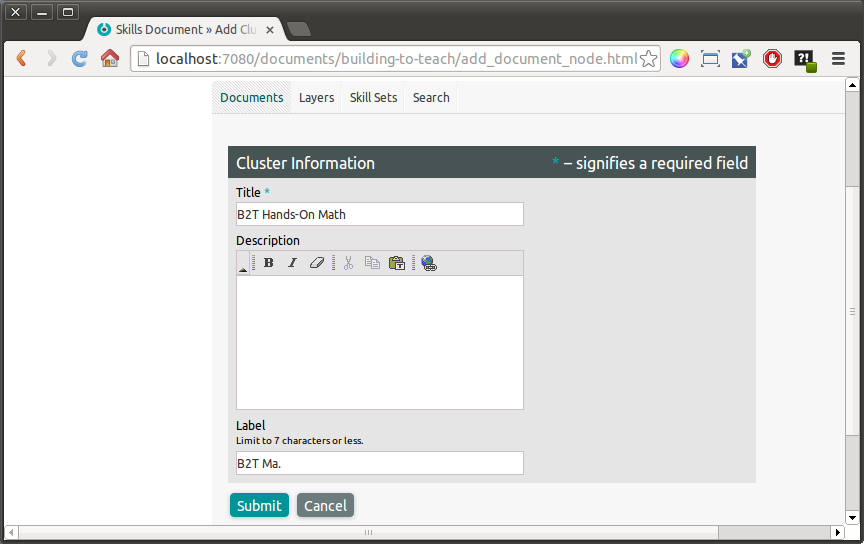 Skills Document » Add Clu
localhost:7080/documents/building-to-teach/add_document_node.html
?!
Documents Layers Skill Sets Search
Cluster Information * – signifies a required field
Title *
B2T Hands-On Math
Description
B I
T
Label
Limit to 7 characters or less.
B2T Ma.
Submit Cancel